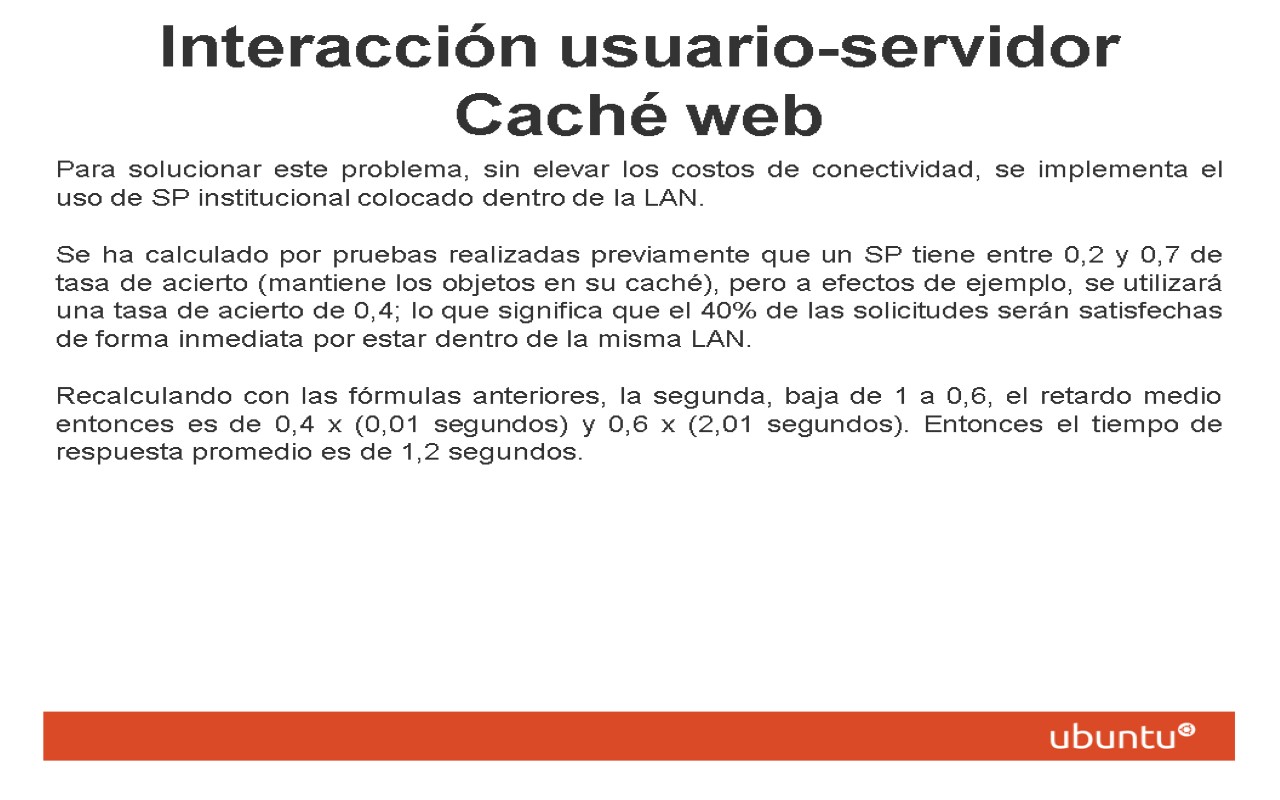 Interacción usuario-servidor
Caché web
Para solucionar este problema, sin elevar los costos de conectividad, se implementa el
uso de SP institucional colocado dentro de la LAN.
Se ha calculado por pruebas realizadas previamente que un SP tiene entre 0,2 y 0,7 de
tasa de acierto (mantiene los objetos en su caché), pero a efectos de ejemplo, se utilizará
una tasa de acierto de 0,4; lo que significa que el 40% de las solicitudes serán satisfechas
de forma inmediata por estar dentro de la misma LAN.
Recalculando con las fórmulas anteriores, la segunda, baja de 1 a 0,6, el retardo medio
entonces es de 0,4 x (0,01 segundos) y 0,6 x (2,01 segundos). Entonces el tiempo de
respuesta promedio es de 1,2 segundos.
ubuntu